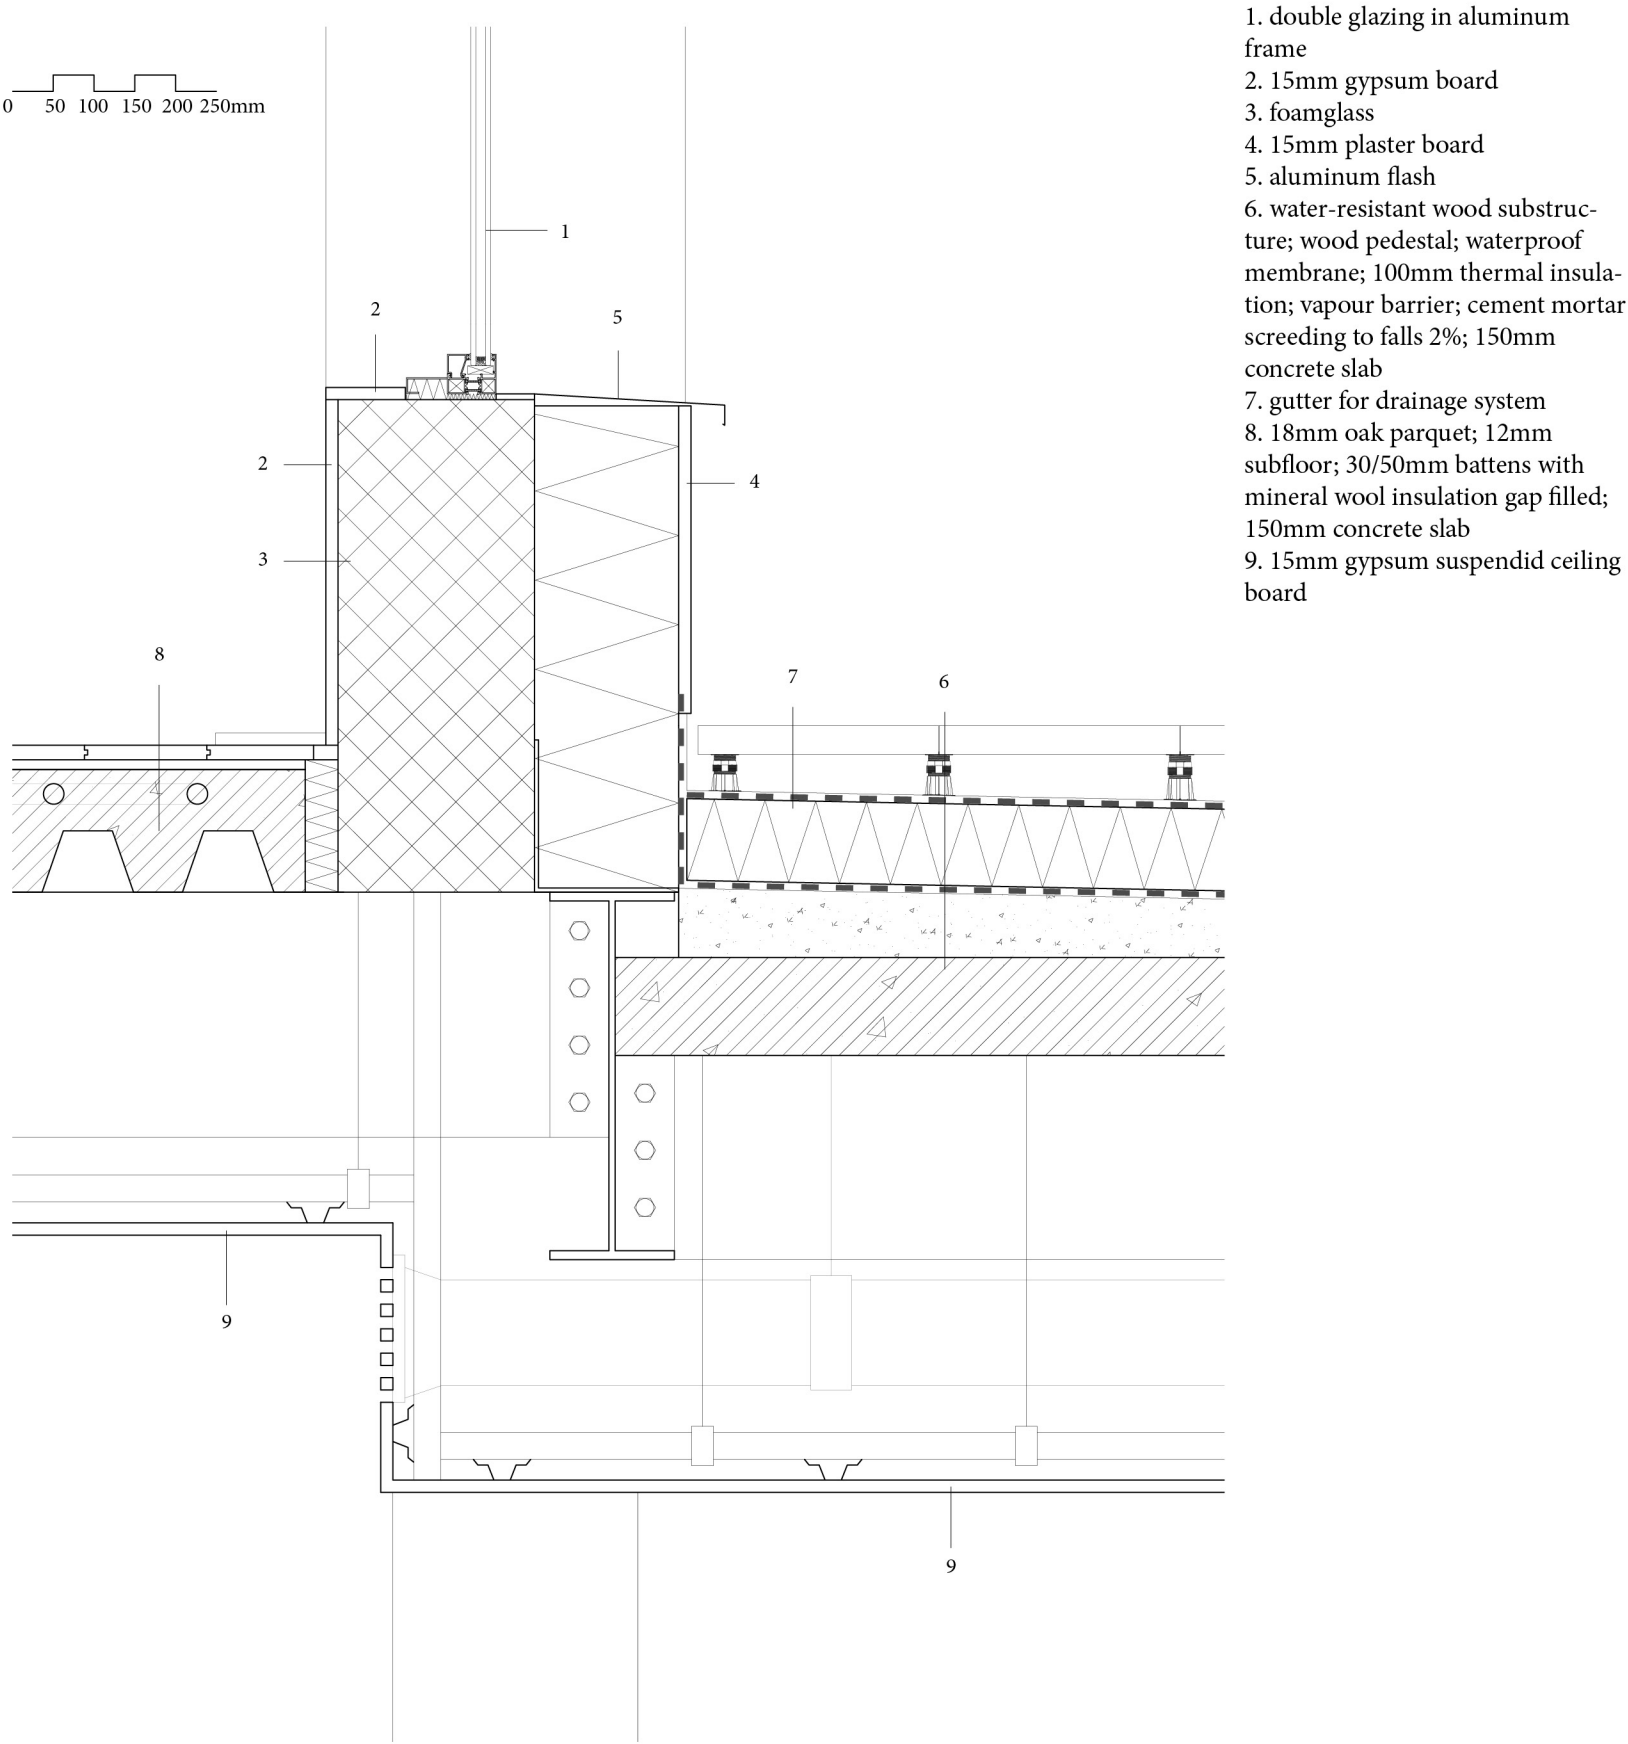 1. double glazing in aluminum
frame
2. 15mm gypsum board
3. foamglass
4. 15mm plaster board
5. aluminum flash
6. water-resistant wood substruc-
ture; wood pedestal; waterproof
membrane; 100mm thermal insula-
tion; vapour barrier; cement mortar
screeding to falls 2%; 150mm
concrete slab
7. gutter for drainage system
8. 18mm oak parquet; 12mm
subfloor; 30/50mm battens with
mineral wool insulation gap filled;
150mm concrete slab
9. 15mm gypsum suspendid ceiling
board
0 50 100 150 200 250mm
1
2
5
2
4
3
8
7
6
9
9